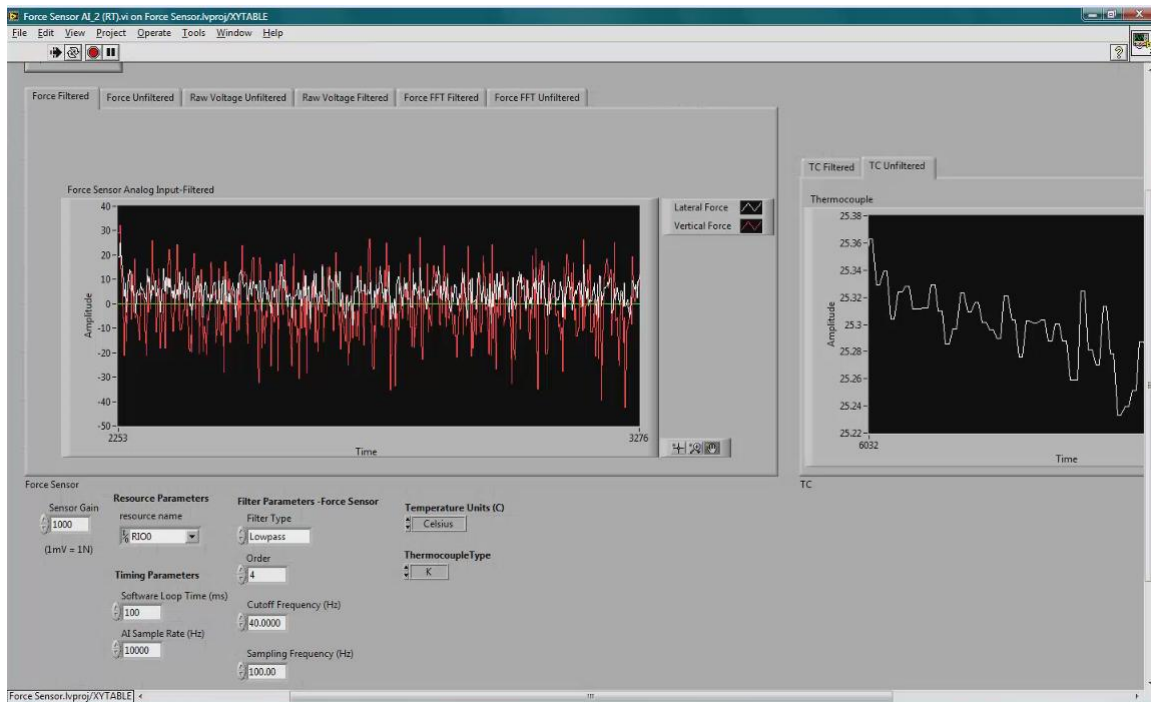 Force Sensor AI_2 (RT).vi on Force Sensor.lvproj/XYTABLE
File Edit View Project Operate Tools Window Help
Force Filtered Force Unfiltered Raw Voltage Unfiltered Raw Voltage Filtered Force FFT Filtered Force FFT Unfiltered
Force Sensor Analog Input-Filtered
Lateral Force
Vertical Force
Amplitude
40
30
20
10
0
-10
-20
-30
-40
-50
2253
3276
Time
TC Filtered TC Unfiltered
Thermocouple
Amplitude
25.38
25.36
25.34
25.32
25.3
25.28
25.26
25.24
25.22
6032
Time
Force Sensor
TC
Sensor Gain
1000
(1mV = 1N)
Resource Parameters
resource name
RIO0
Timing Parameters
Software Loop Time (ms)
100
AI Sample Rate (Hz)
10000
Filter Parameters -Force Sensor
Filter Type
Lowpass
Order
4
Cutoff Frequency (Hz)
40.0000
Sampling Frequency (Hz)
100.00
Temperature Units (C)
Celsius
ThermocoupleType
K
Force Sensor.lvproj/XYTABLE